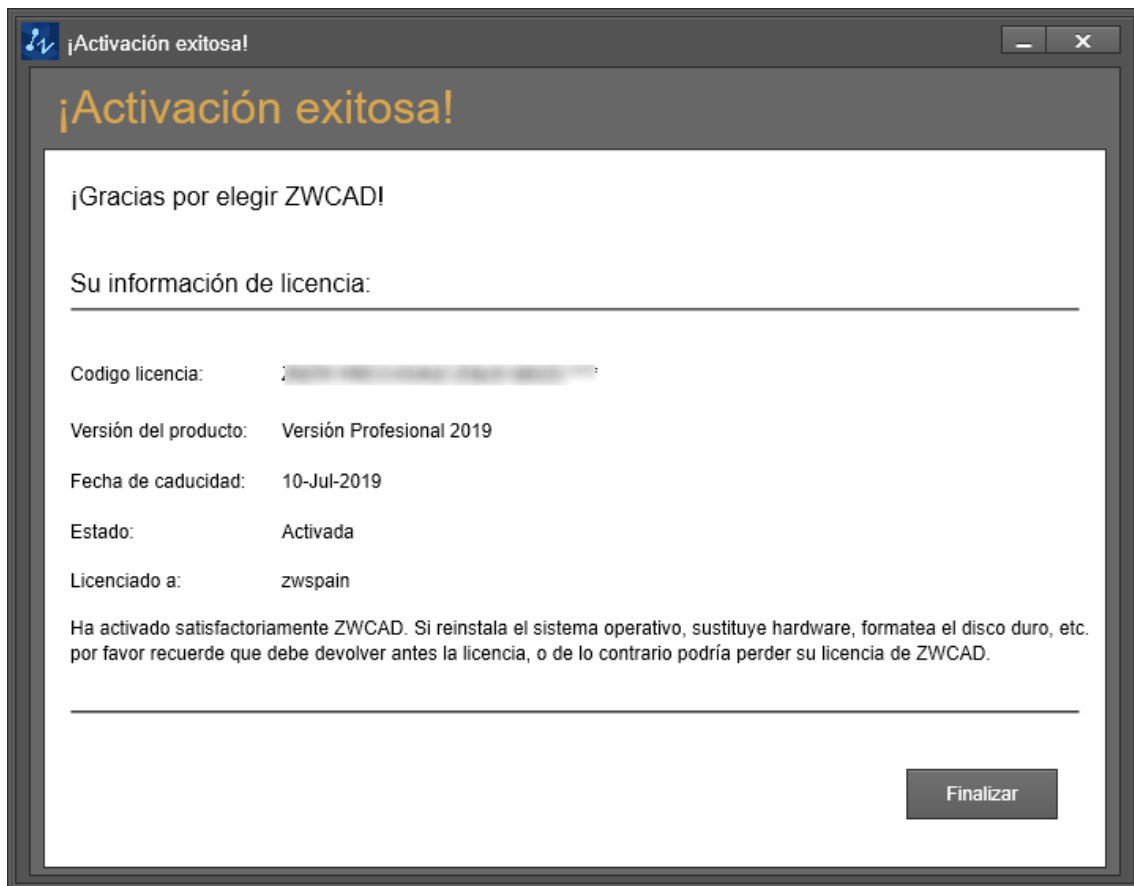 ¡Activación exitosa!
¡Activación exitosa!
¡Gracias por elegir ZWCAD!
Su información de licencia:
Codigo licencia:
Versión del producto: Versión Profesional 2019
Fecha de caducidad: 10-Jul-2019
Estado: Activada
Licenciado a: zwspain
Ha activado satisfactoriamente ZWCAD. Si reinstala el sistema operativo, sustituye hardware, formatea el disco duro, etc.
por favor recuerde que debe devolver antes la licencia, o de lo contrario podría perder su licencia de ZWCAD.
Finalizar